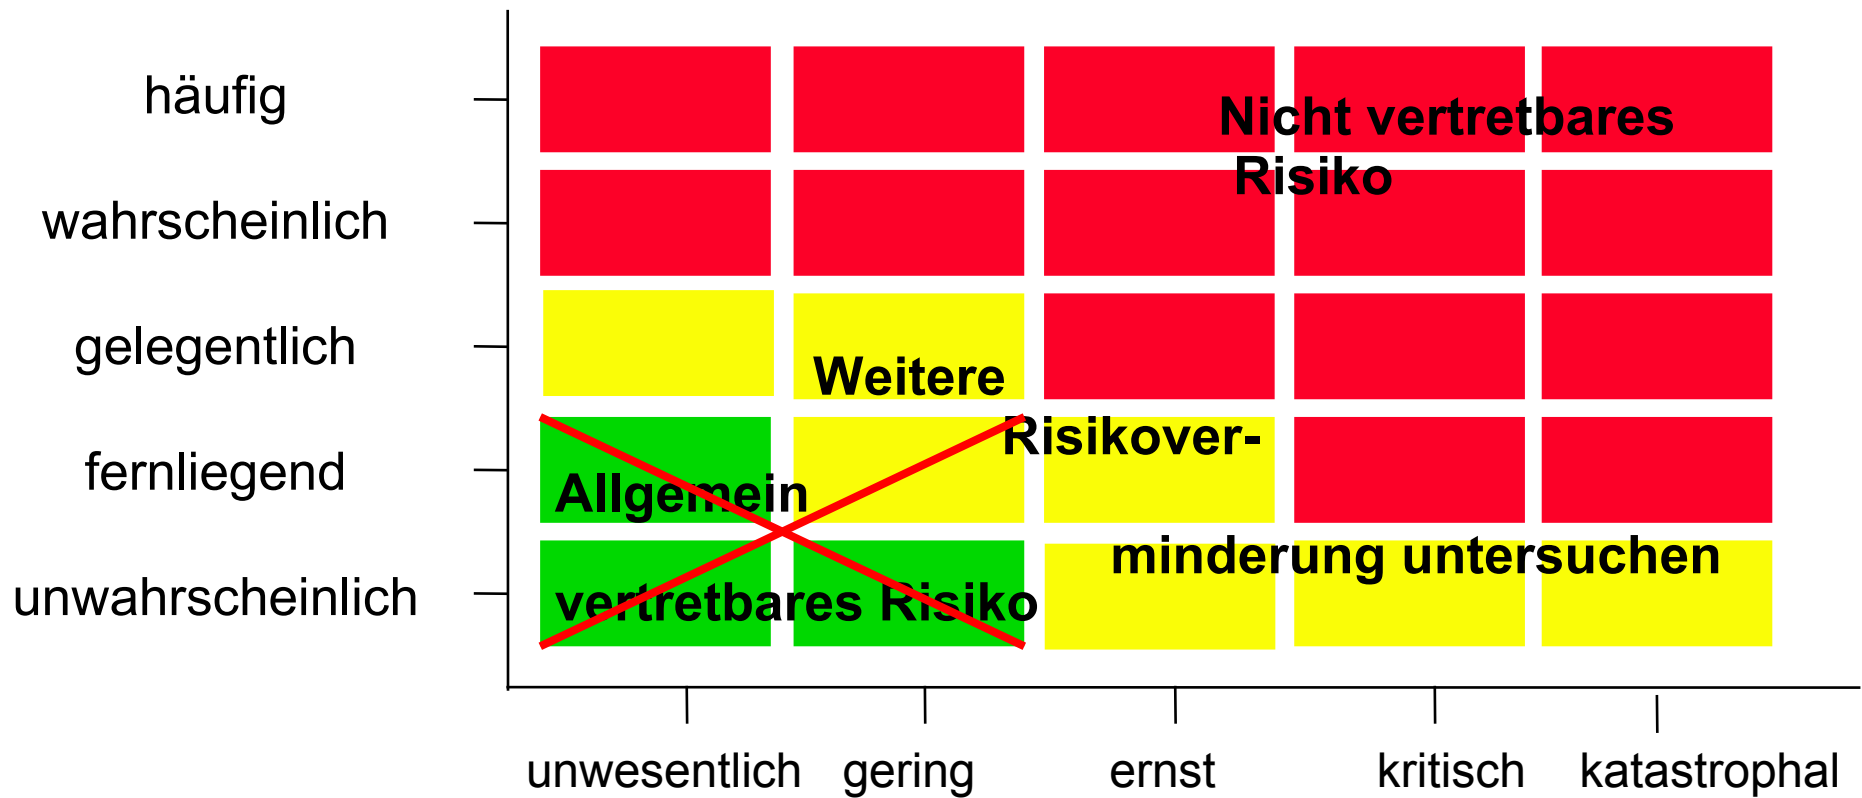 häufig
Nicht vertretbares
Risiko
wahrscheinlich
gelegentlich
Weitere
Risikover-
fernliegend
Allgemein
minderung untersuchen
unwahrscheinlich
vertretbares Risiko
unwesentlich
gering
ernst
kritisch
katastrophal